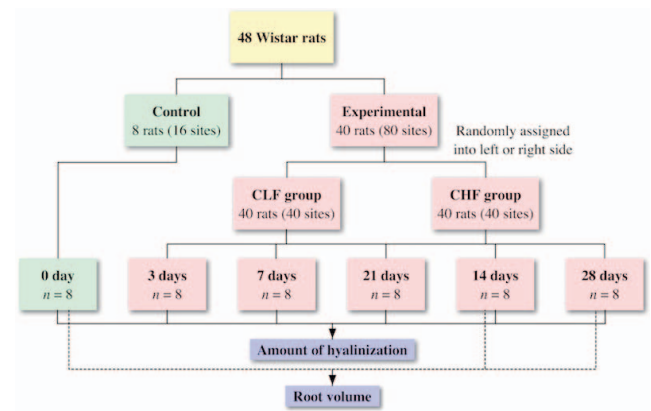 48 Wistar rats
Control
8 rats (16 sites)
Experimental
40 rats (80 sites)
Randomly assigned
into left or right side
CLF group
40 rats (40 sites)
CHF group
40 rats (40 sites)
0 day
n = 8
3 days
n = 8
7 days
n = 8
21 days
n = 8
14 days
n = 8
28 days
n = 8
Amount of hyalinization
Root volume